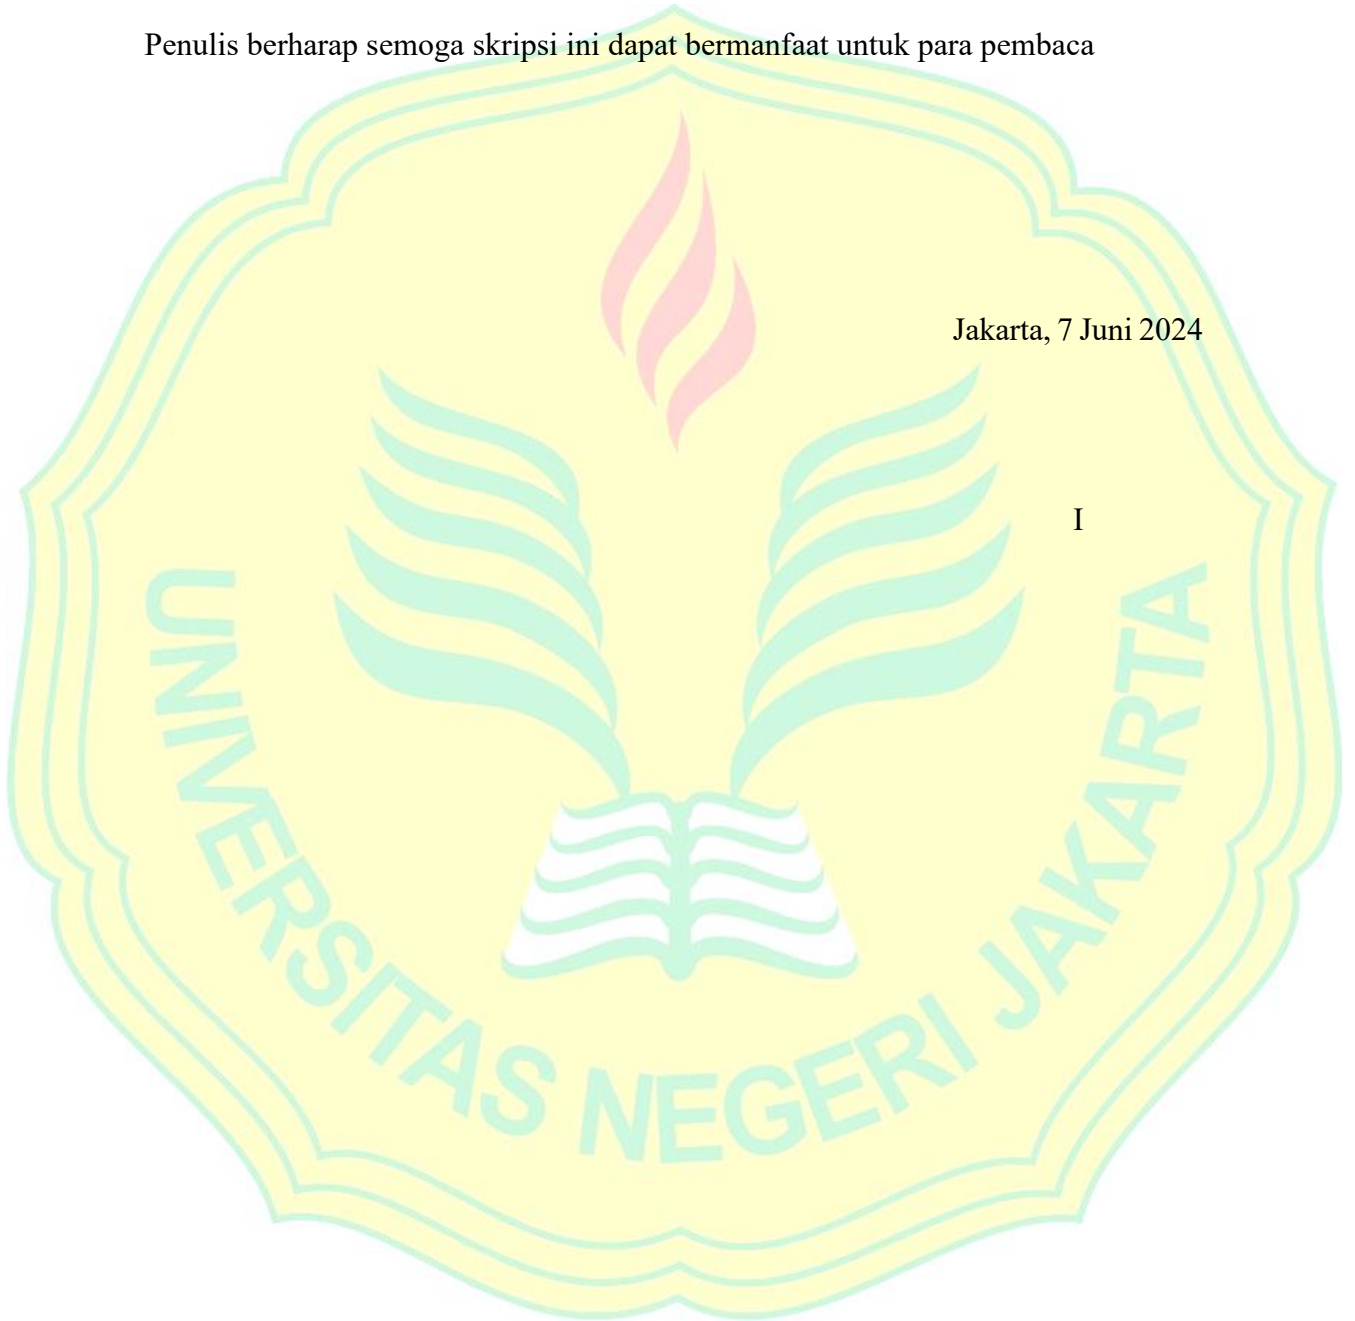 Penulis berharap semoga skripsi ini dapat bermanfaat untuk para pembaca
Jakarta, 7 Juni 2024
I
UNIVERSITAS NEGERI JAKARTA